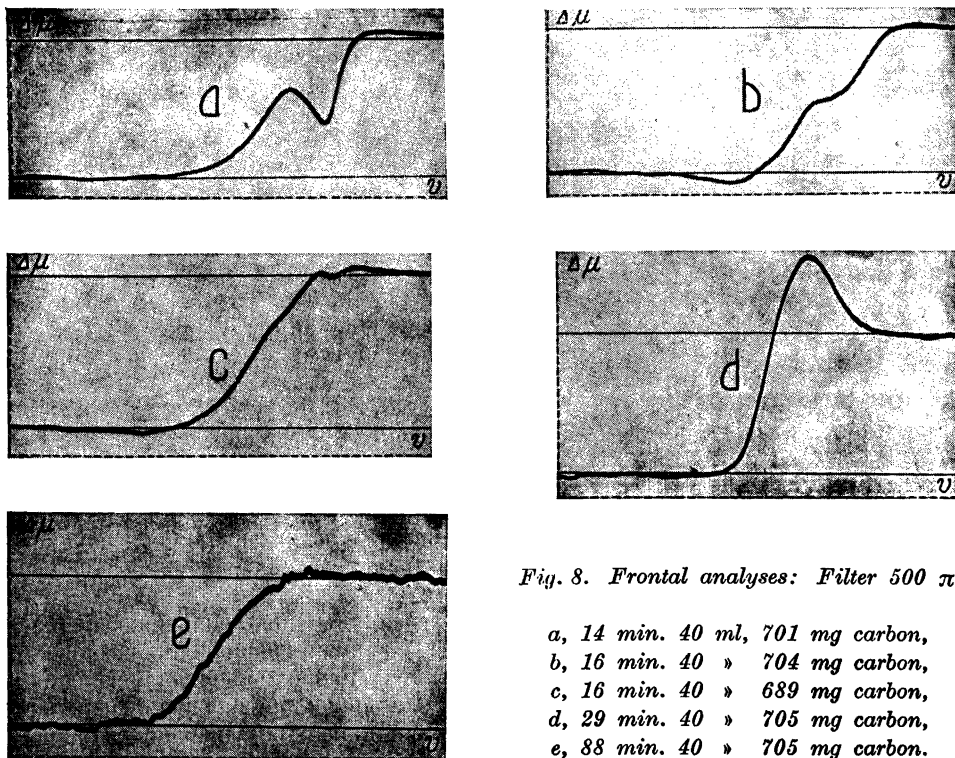 Δμ
a
v
Δμ
b
v
Δμ
c
v
Δμ
d
v
Δμ
e
v
Fig. 8. Frontal analyses: Filter 500 π
a, 14 min. 40 ml, 701 mg carbon,
b, 16 min. 40 » 704 mg carbon,
c, 16 min. 40 » 689 mg carbon,
d, 29 min. 40 » 705 mg carbon,
e, 88 min. 40 » 705 mg carbon.